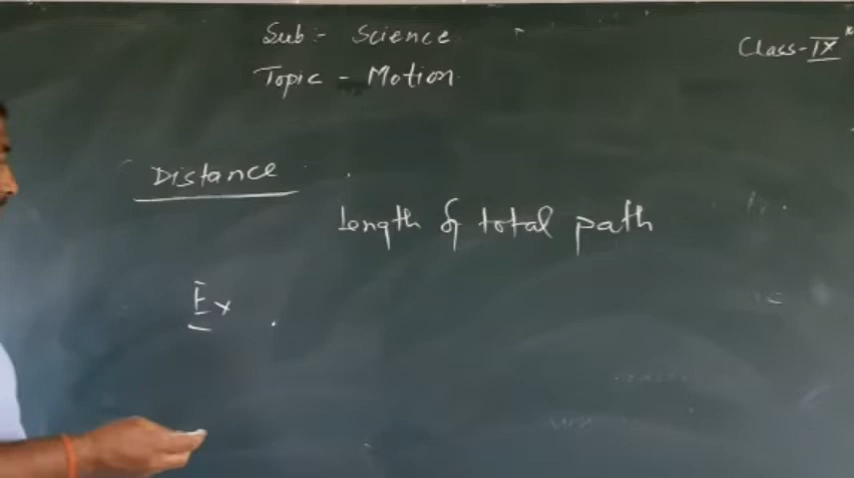 Sub:- Science
Class-IX
Topic - Motion
Distance
Length of total path
Ex